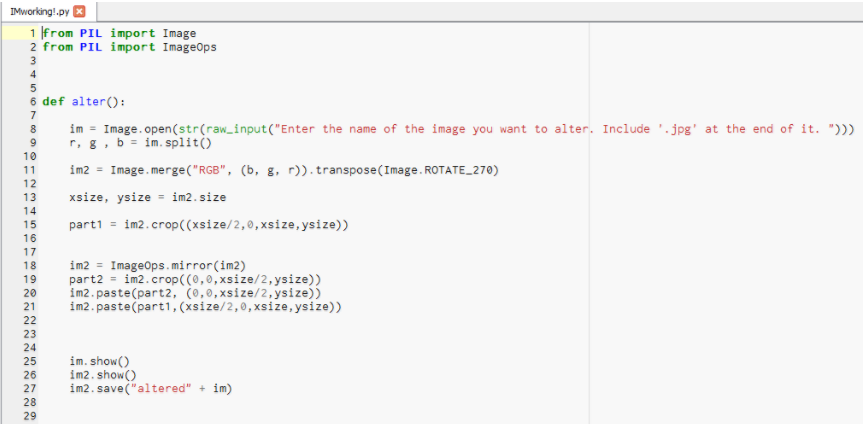 IMworking!.py
1 from PIL import Image
2 from PIL import ImageOps
3
4
5
6 def alter():
7
8 im = Image.open(str(raw_input("Enter the name of the image you want to alter. Include '.jpg' at the end of it. ")))
9 r, g , b = im.split()
10
11 im2 = Image.merge("RGB", (b, g, r)).transpose(Image.ROTATE_270)
12
13 xsize, ysize = im2.size
14
15 part1 = im2.crop((xsize/2,0,xsize,ysize))
16
17
18 im2 = ImageOps.mirror(im2)
19 part2 = im2.crop((0,0,xsize/2,ysize))
20 im2.paste(part2, (0,0,xsize/2,ysize))
21 im2.paste(part1,(xsize/2,0,xsize,ysize))
22
23
24
25 im.show()
26 im2.show()
27 im2.save("altered" + im)
28
29